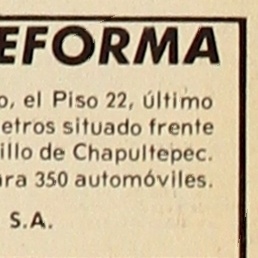 EFORMA
o, el Piso 22, último
etros situado frente
illo de Chapultepec.
ara 350 automóviles.
S.A.